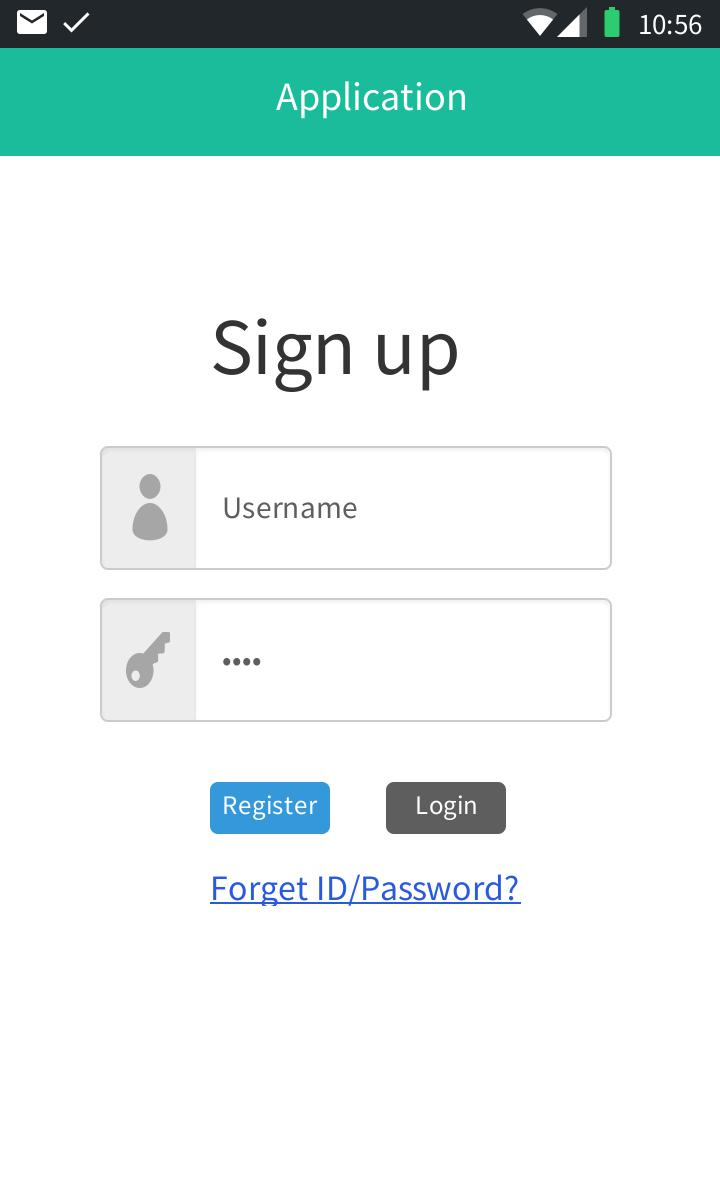 10:56
Application
Sign up
Username
••••
Register Login
Forget ID/Password?